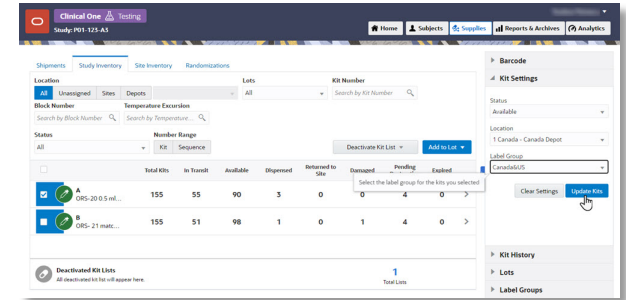 Clinical One Testing
Study: P01-123-AS
Home Subjects Supplies Reports & Archives Analytics
Shipments Study Inventory Site Inventory Randomizations
Location Lots Kit Number
All Unassigned Sites Depots All Search by Kit Number
Block Number Temperature Excursion
Search by Block Number Search by Temperature...
Status Number Range
All Kit Sequence Deactivate Kit List Add to Lot
Total Kits In Transit Available Dispensed Returned to Site Damaged Pending Expired
Select the label group for the kits you selected
A
ORS-20 0.5 ml... 155 55 90 3 0 0 4 0
B
ORS- 21 matc... 155 51 98 1 0 1 4 0
Deactivated Kit Lists
All deactivated kit list will appear here.
1
Total Lists
Barcode
Kit Settings
Status
Available
Location
1 Canada - Canada Depot
Label Group
Canada&US
Clear Settings Update Kits
Kit History
Lots
Label Groups